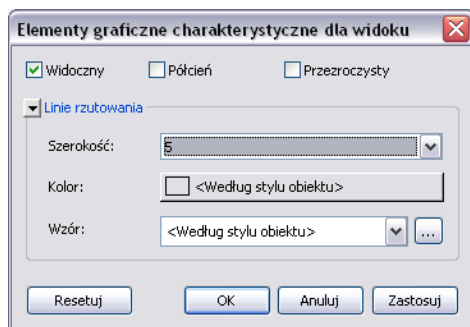 Elementy graficzne charakterystyczne dla widoku
Widoczny Półcień Przezroczysty
Linie rzutowania
Szerokość: 5
Kolor: <Według stylu obiektu>
Wzór: <Według stylu obiektu> ...
Resetuj OK Anuluj Zastosuj